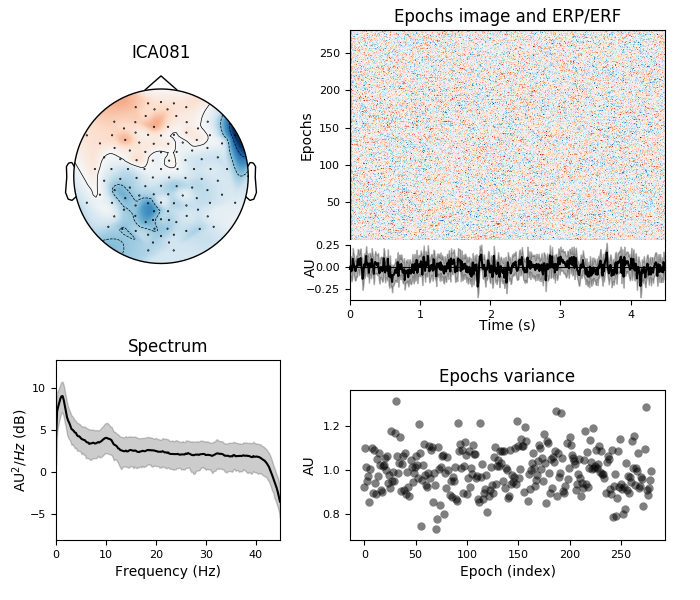 ICA081
Epochs image and ERP/ERF
Epochs
250
200
150
100
50
AU
0.25
0.00
−0.25
0 1 2 3 4
Time (s)
Spectrum
AU²/Hz (dB)
10
5
0
−5
0 10 20 30 40
Frequency (Hz)
Epochs variance
AU
1.2
1.0
0.8
0 50 100 150 200 250
Epoch (index)